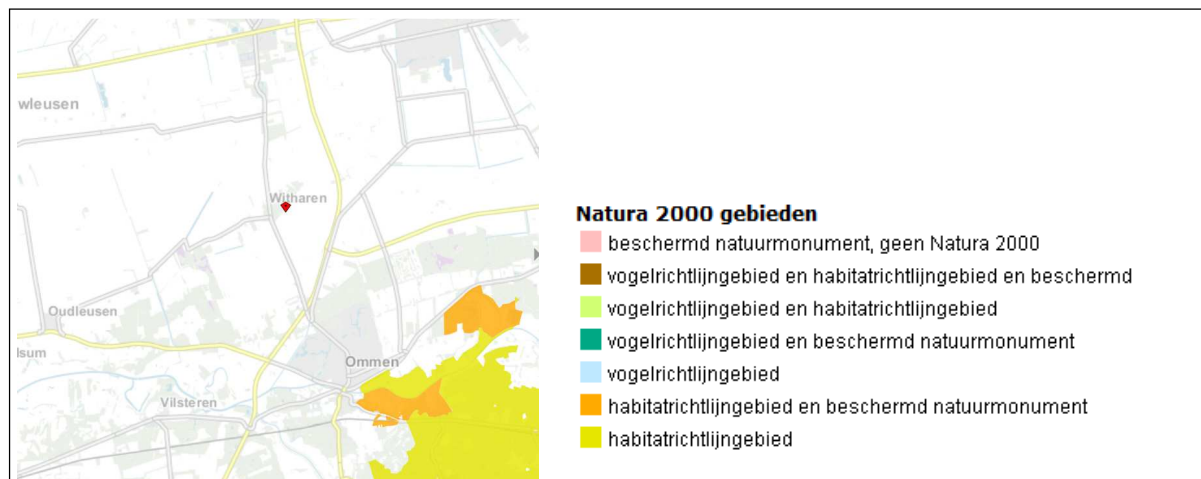 wleusen
Witharen
Oudleusen
lsum
Ommen
Vilsteren
Natura 2000 gebieden
beschermd natuurmonument, geen Natura 2000
vogelrichtlijngebied en habitatrichtlijngebied en beschermd
vogelrichtlijngebied en habitatrichtlijngebied
vogelrichtlijngebied en beschermd natuurmonument
vogelrichtlijngebied
habitatrichtlijngebied en beschermd natuurmonument
habitatrichtlijngebied